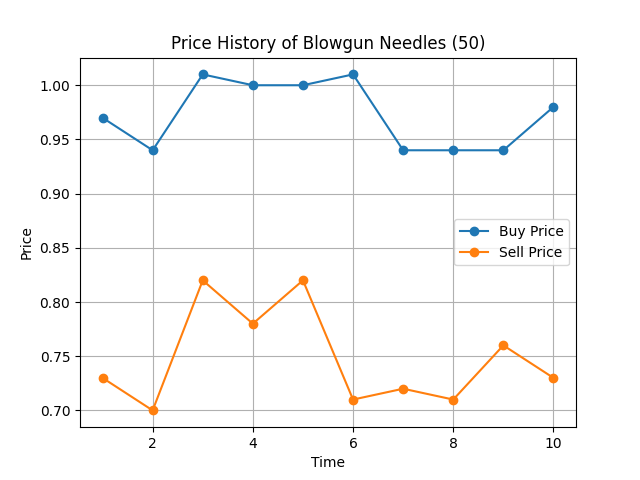 Price History of Blowgun Needles (50)
1.00
0.95
0.90
0.85
0.80
0.75
0.70
Price
Buy Price
Sell Price
2 4 6 8 10
Time